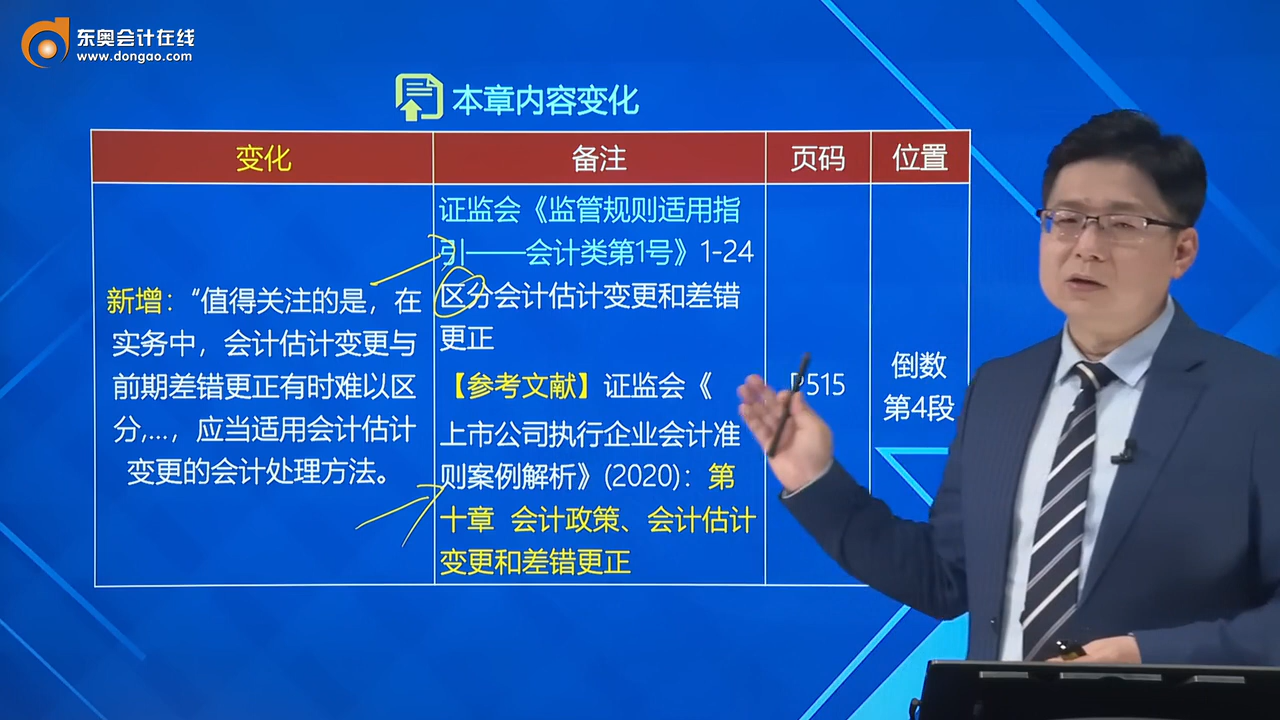 东奥会计在线
www.dongao.com
本章内容变化
变化
备注
页码
位置
新增：“值得关注的是，在
实务中，会计估计变更与
前期差错更正有时难以区
分,…，应当适用会计估计
变更的会计处理方法。
证监会《监管规则适用指
引——会计类第1号》1-24
区分会计估计变更和差错
更正
【参考文献】证监会《
上市公司执行企业会计准
则案例解析》(2020)：第
十章 会计政策、会计估计
变更和差错更正
P515
倒数
第4段